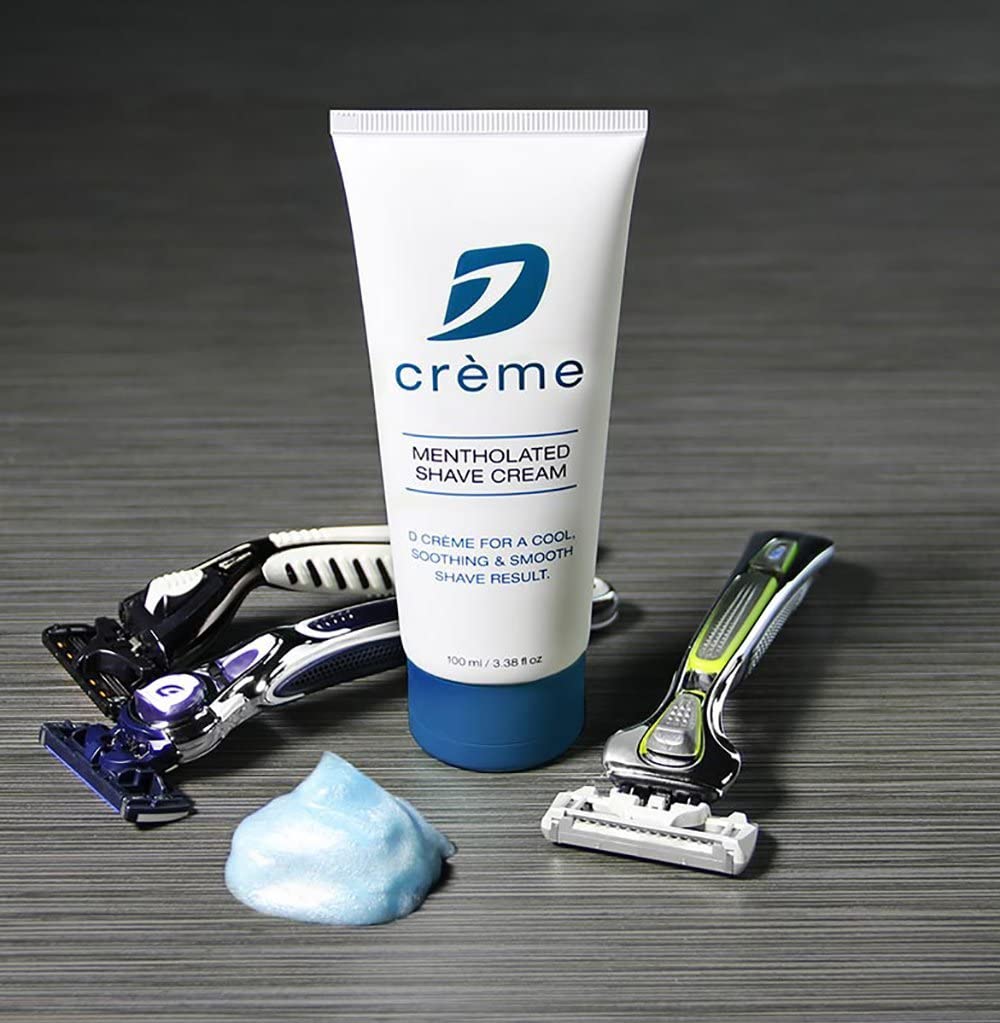 D
crème
MENTHOLATED
SHAVE CREAM
D CRÈME FOR A COOL,
SOOTHING & SMOOTH
SHAVE RESULT.
100 ml / 3.38 fl oz